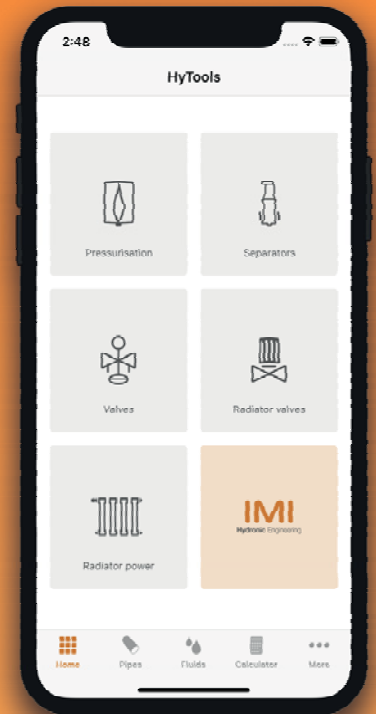 2:48
HyTools
Pressurisation
Separators
Valves
Radiator valves
Radiator power
IMI
Hydronic Engineering
Home
Pipes
Fluids
Calculator
More